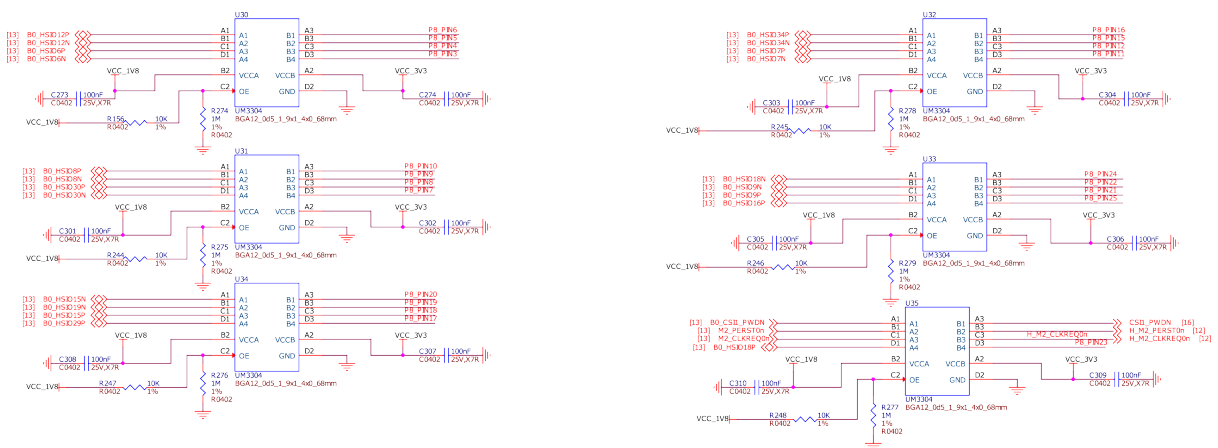 U30
[13] B0_HSIO12P A1 A1 B1 A3 P8_PIN6
[13] B0_HSIO12N B1 A2 B2 B3 P8_PIN5
[13] B0_HSIO6P C1 A3 B3 C3 P8_PIN4
[13] B0_HSIO6N D1 A4 B4 D3 P8_PIN3
VCC_1V8 B2 VCCA VCCB A2 VCC_3V3
C273 100nF C2 OE GND D2 C274 100nF
C0402 25V,X7R C0402 25V,X7R
R274 UM3304
1M BGA12_0d5_1_9x1_4x0_68mm
VCC_1V8 R156 10K 1%
R0402 1% R0402
U31
[13] B0_HSIO8P A1 A1 B1 A3 P8_PIN10
[13] B0_HSIO8N B1 A2 B2 B3 P8_PIN9
[13] B0_HSIO30P C1 A3 B3 C3 P8_PIN8
[13] B0_HSIO30N D1 A4 B4 D3 P8_PIN7
VCC_1V8 B2 VCCA VCCB A2 VCC_3V3
C301 100nF C2 OE GND D2 C302 100nF
C0402 25V,X7R C0402 25V,X7R
R275 UM3304
1M BGA12_0d5_1_9x1_4x0_68mm
VCC_1V8 R244 10K 1%
R0402 1% R0402
U34
[13] B0_HSIO15N A1 A1 B1 A3 P8_PIN20
[13] B0_HSIO19N B1 A2 B2 B3 P8_PIN19
[13] B0_HSIO15P C1 A3 B3 C3 P8_PIN18
[13] B0_HSIO29P D1 A4 B4 D3 P8_PIN17
VCC_1V8 B2 VCCA VCCB A2 VCC_3V3
C308 100nF C2 OE GND D2 C307 100nF
C0402 25V,X7R C0402 25V,X7R
R276 UM3304
1M BGA12_0d5_1_9x1_4x0_68mm
VCC_1V8 R247 10K 1%
R0402 1% R0402
U32
[13] B0_HSIO34P A1 A1 B1 A3 P8_PIN16
[13] B0_HSIO34N B1 A2 B2 B3 P8_PIN15
[13] B0_HSIO7P C1 A3 B3 C3 P8_PIN12
[13] B0_HSIO7N D1 A4 B4 D3 P8_PIN11
VCC_1V8 B2 VCCA VCCB A2 VCC_3V3
C303 100nF C2 OE GND D2 C304 100nF
C0402 25V,X7R C0402 25V,X7R
R278 UM3304
1M BGA12_0d5_1_9x1_4x0_68mm
VCC_1V8 R245 10K 1%
R0402 1% R0402
U33
[13] B0_HSIO18N A1 A1 B1 A3 P8_PIN24
[13] B0_HSIO9N B1 A2 B2 B3 P8_PIN22
[13] B0_HSIO9P C1 A3 B3 C3 P8_PIN21
[13] B0_HSIO16P D1 A4 B4 D3 P8_PIN25
VCC_1V8 B2 VCCA VCCB A2 VCC_3V3
C305 100nF C2 OE GND D2 C306 100nF
C0402 25V,X7R C0402 25V,X7R
R279 UM3304
1M BGA12_0d5_1_9x1_4x0_68mm
VCC_1V8 R246 10K 1%
R0402 1% R0402
U35
[13] B0_CSI1_PWDN A1 A1 B1 A3 CSI1_PWDN [16]
[13] M2_PERST0n B1 A2 B2 B3 H_M2_PERST0n [12]
[13] M2_CLKREQ0n C1 A3 B3 C3 H_M2_CLKREQ0n H_M2_CLKREQ0n [12]
[13] B0_HSIO18P D1 A4 B4 D3 P8_PIN23
VCC_1V8 B2 VCCA VCCB A2 VCC_3V3
C310 100nF C2 OE GND D2 C309 100nF
C0402 25V,X7R C0402 25V,X7R
R277 UM3304
1M BGA12_0d5_1_9x1_4x0_68mm
VCC_1V8 R248 10K 1%
R0402 1% R0402